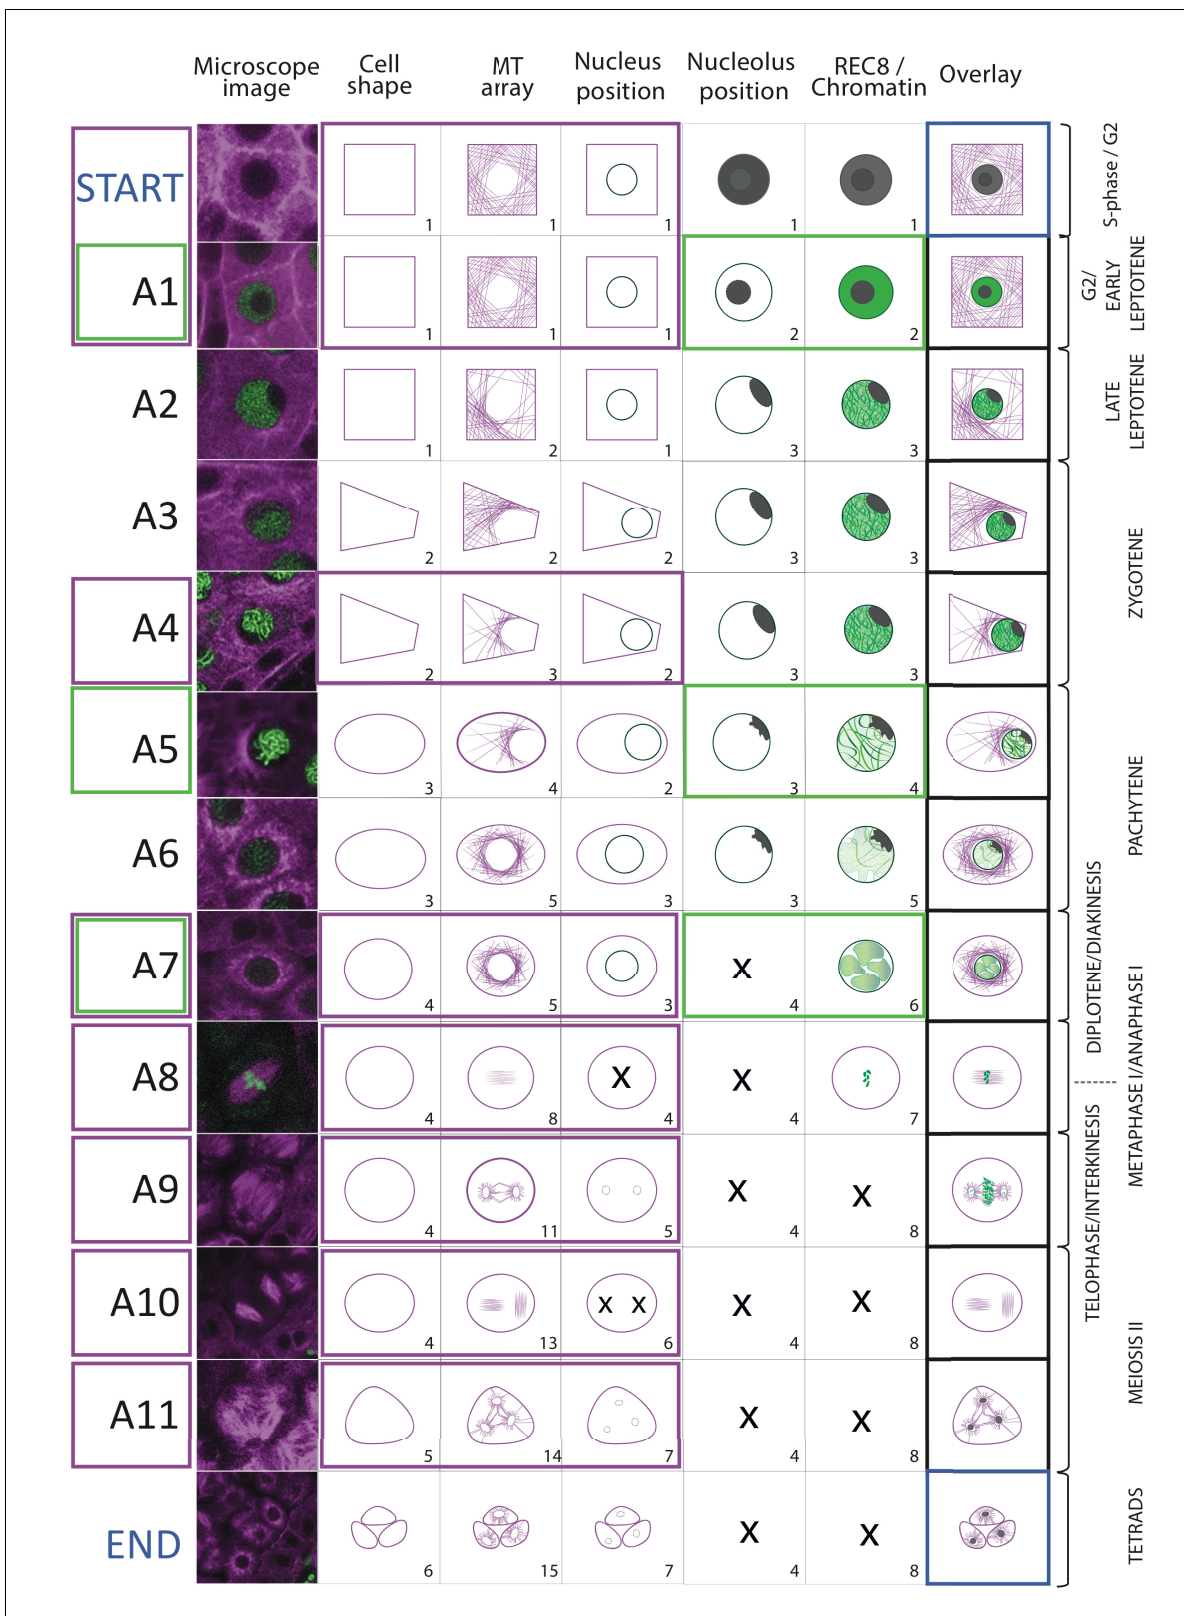 Microscope image
Cell shape
MT array
Nucleus position
Nucleolus position
REC8 / Chromatin
Overlay
START
1
1
1
1
1
S-phase / G2
A1
1
1
1
2
2
G2/
EARLY
LEPTOTENE
A2
1
2
1
3
3
LATE
LEPTOTENE
A3
2
2
2
3
3
ZYGOTENE
A4
2
3
2
3
3
A5
3
4
2
3
4
PACHYTENE
A6
3
5
3
3
5
A7
4
5
3
x
4
6
DIPLOTENE/DIAKINESIS
A8
4
8
x
4
x
4
7
METAPHASE I/ANAPHASE I
A9
4
11
5
x
4
x
8
TELOPHASE/INTERKINESIS
A10
4
13
x x
6
x
4
x
8
MEIOSIS II
A11
5
14
7
x
4
x
8
END
6
15
7
x
4
x
8
TETRADS